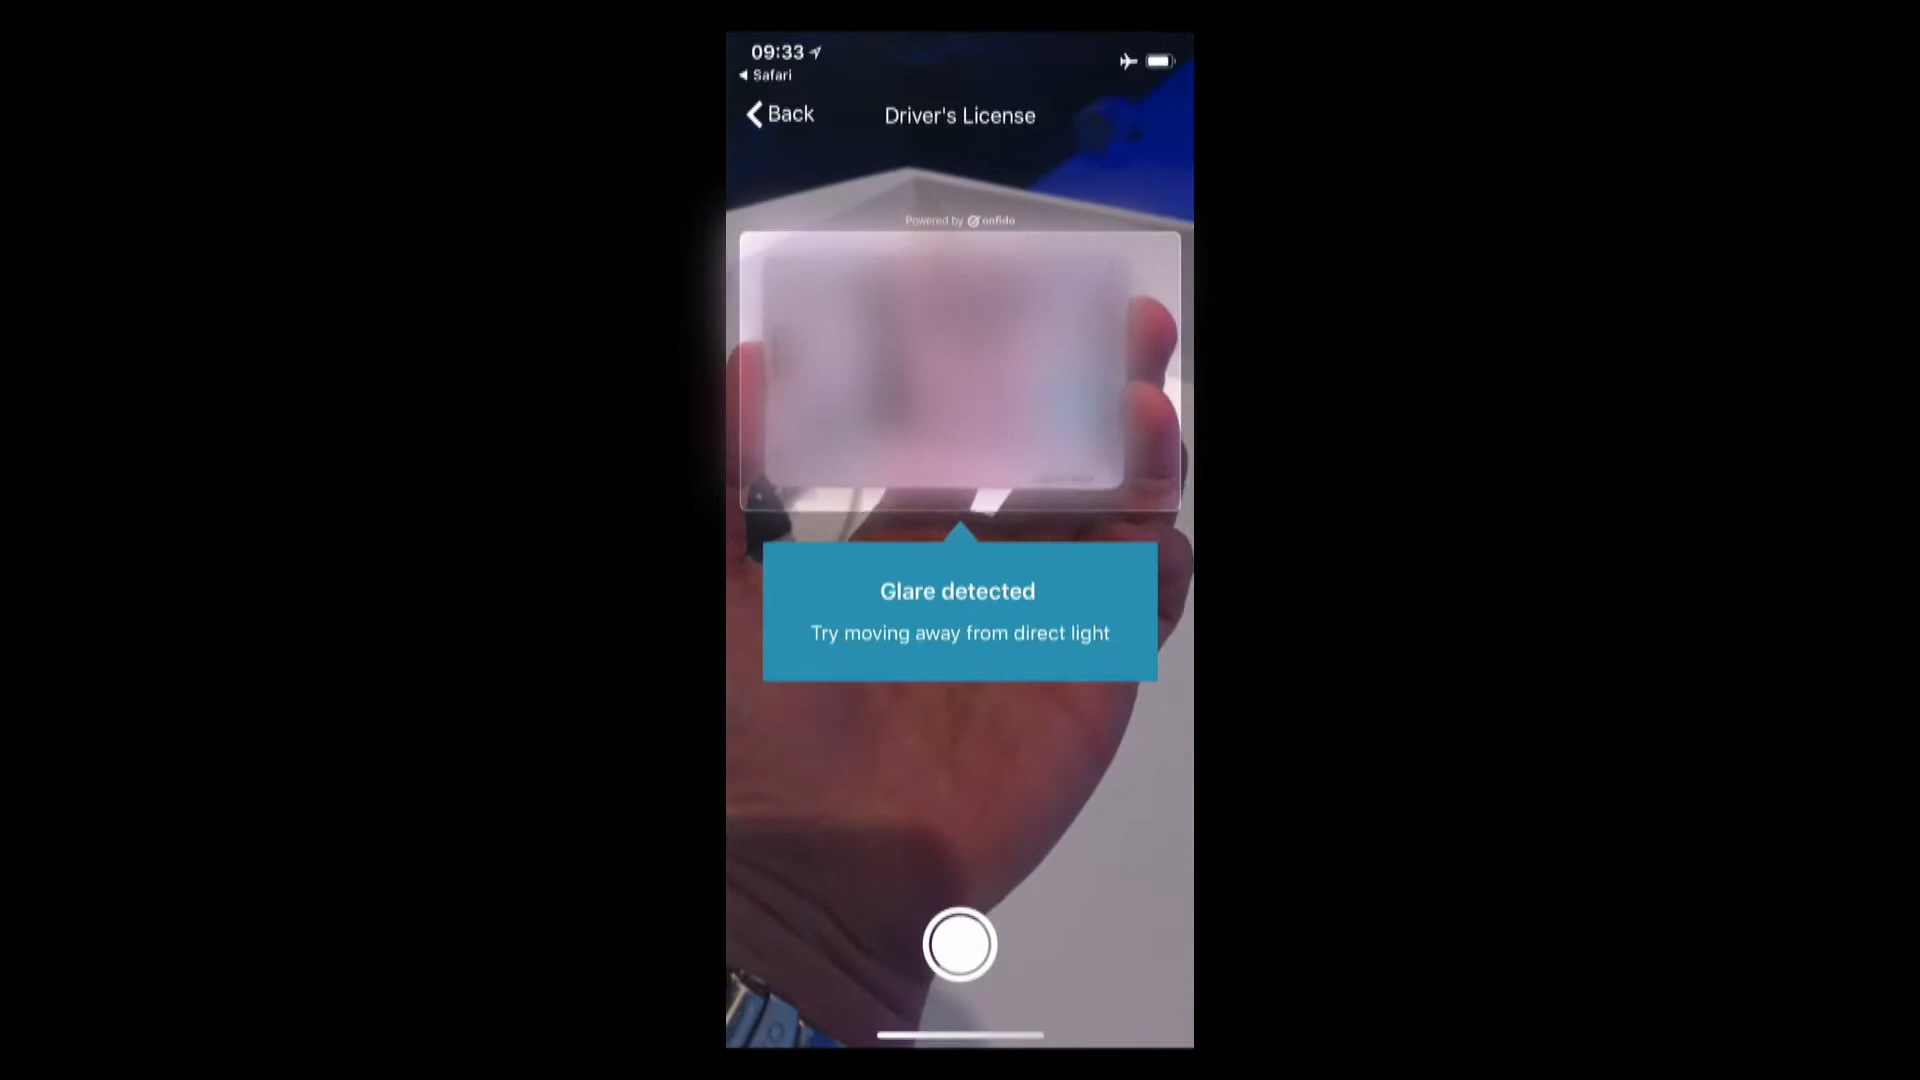 09:33
Safari
Back
Driver's License
Powered by onfido
Glare detected
Try moving away from direct light